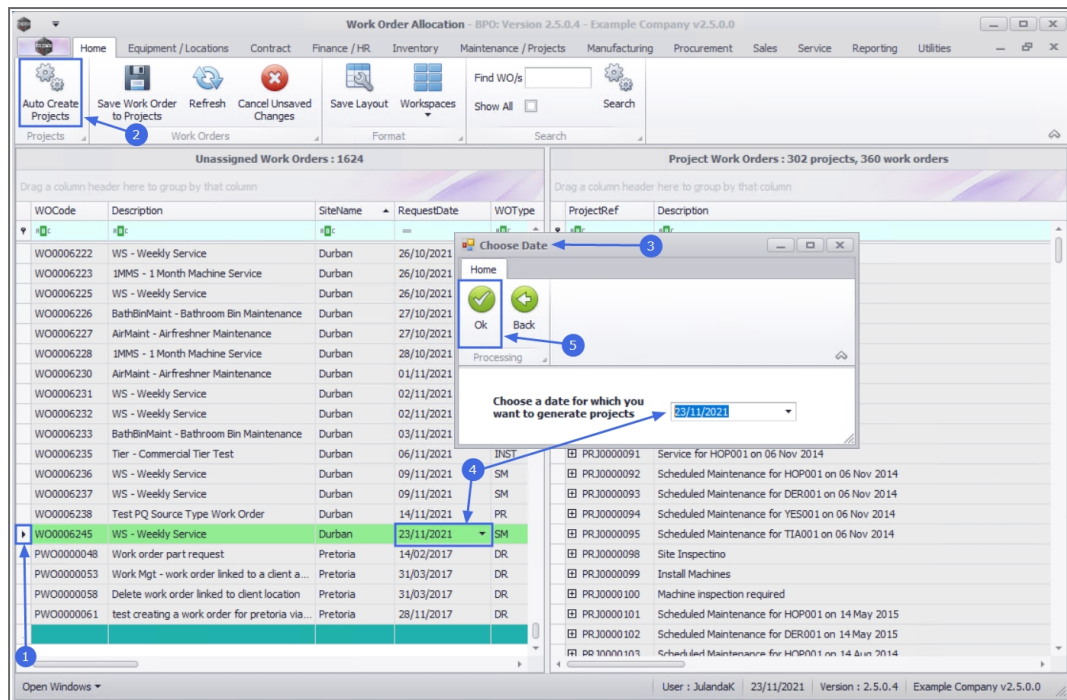 Work Order Allocation - BPO: Version 2.5.0.4 - Example Company v2.5.0.0
Home Equipment / Locations Contract Finance / HR Inventory Maintenance / Projects Manufacturing Procurement Sales Service Reporting Utilities
Auto Create Projects
Save Work Order to Projects
Refresh
Cancel Unsaved Changes
Save Layout
Workspaces
Find WO/s
Show All
Search
2
Projects Work Orders Format Search
Unassigned Work Orders : 1624
Drag a column header here to group by that column
WOCode Description SiteName RequestDate WOType
WO0006222 WS - Weekly Service Durban 26/10/2021
WO0006223 1MMS - 1 Month Machine Service Durban 26/10/2021
WO0006225 WS - Weekly Service Durban 26/10/2021
WO0006226 BathBinMaint - Bathroom Bin Maintenance Durban 27/10/2021
WO0006227 AirMaint - Airfreshner Maintenance Durban 27/10/2021
WO0006228 1MMS - 1 Month Machine Service Durban 28/10/2021
WO0006230 AirMaint - Airfreshner Maintenance Durban 01/11/2021
WO0006231 WS - Weekly Service Durban 02/11/2021
WO0006232 WS - Weekly Service Durban 02/11/2021
WO0006233 BathBinMaint - Bathroom Bin Maintenance Durban 03/11/2021
WO0006235 Tier - Commercial Tier Test Durban 06/11/2021 INST
WO0006236 WS - Weekly Service Durban 09/11/2021 SM
WO0006237 WS - Weekly Service Durban 09/11/2021 SM
WO0006238 Test PQ Source Type Work Order Durban 14/11/2021 PR
WO0006245 WS - Weekly Service Durban 23/11/2021 SM
PWO0000048 Work order part request Pretoria 14/02/2017 DR
PWO0000053 Work Mgt - work order linked to a client a... Pretoria 31/03/2017 DR
PWO0000058 Delete work order linked to client location Pretoria 31/03/2017 DR
PWO0000061 test creating a work order for pretoria via... Pretoria 28/11/2017 DR
1
4
Project Work Orders : 302 projects, 360 work orders
Drag a column header here to group by that column
ProjectRef Description
Choose Date
3
Home
Ok
Back
5
Processing
Choose a date for which you
want to generate projects
23/11/2021
PRJ0000091 Service for HOP001 on 06 Nov 2014
PRJ0000092 Scheduled Maintenance for HOP001 on 06 Nov 2014
PRJ0000093 Scheduled Maintenance for DER001 on 06 Nov 2014
PRJ0000094 Scheduled Maintenance for YES001 on 06 Nov 2014
PRJ0000095 Scheduled Maintenance for TIA001 on 06 Nov 2014
PRJ0000098 Site Inspectino
PRJ0000099 Install Machines
PRJ0000100 Machine inspection required
PRJ0000101 Scheduled Maintenance for HOP001 on 14 May 2015
PRJ0000102 Scheduled Maintenance for DER001 on 14 May 2015
PRJ0000103 Scheduled Maintenance for HOP001 on 14 Aug 2014
Open Windows
User : JulandaK 23/11/2021 Version : 2.5.0.4 Example Company v2.5.0.0